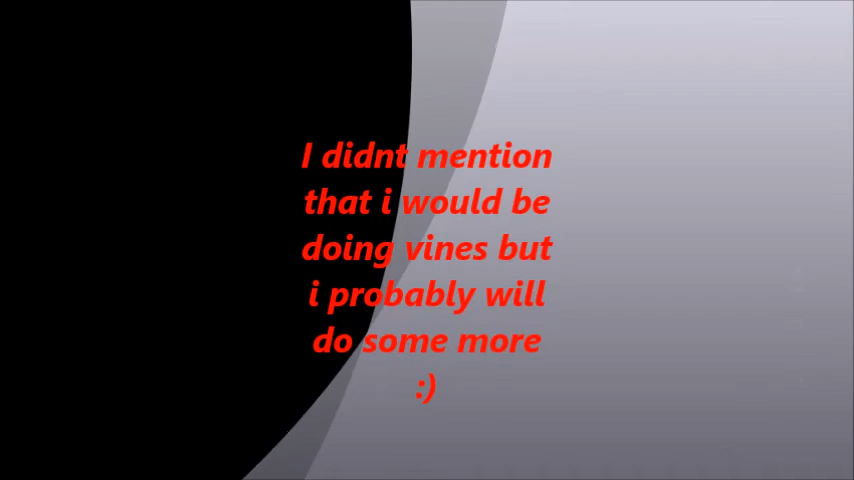 I didnt mention
that i would be
doing vines but
i probably will
do some more
:)